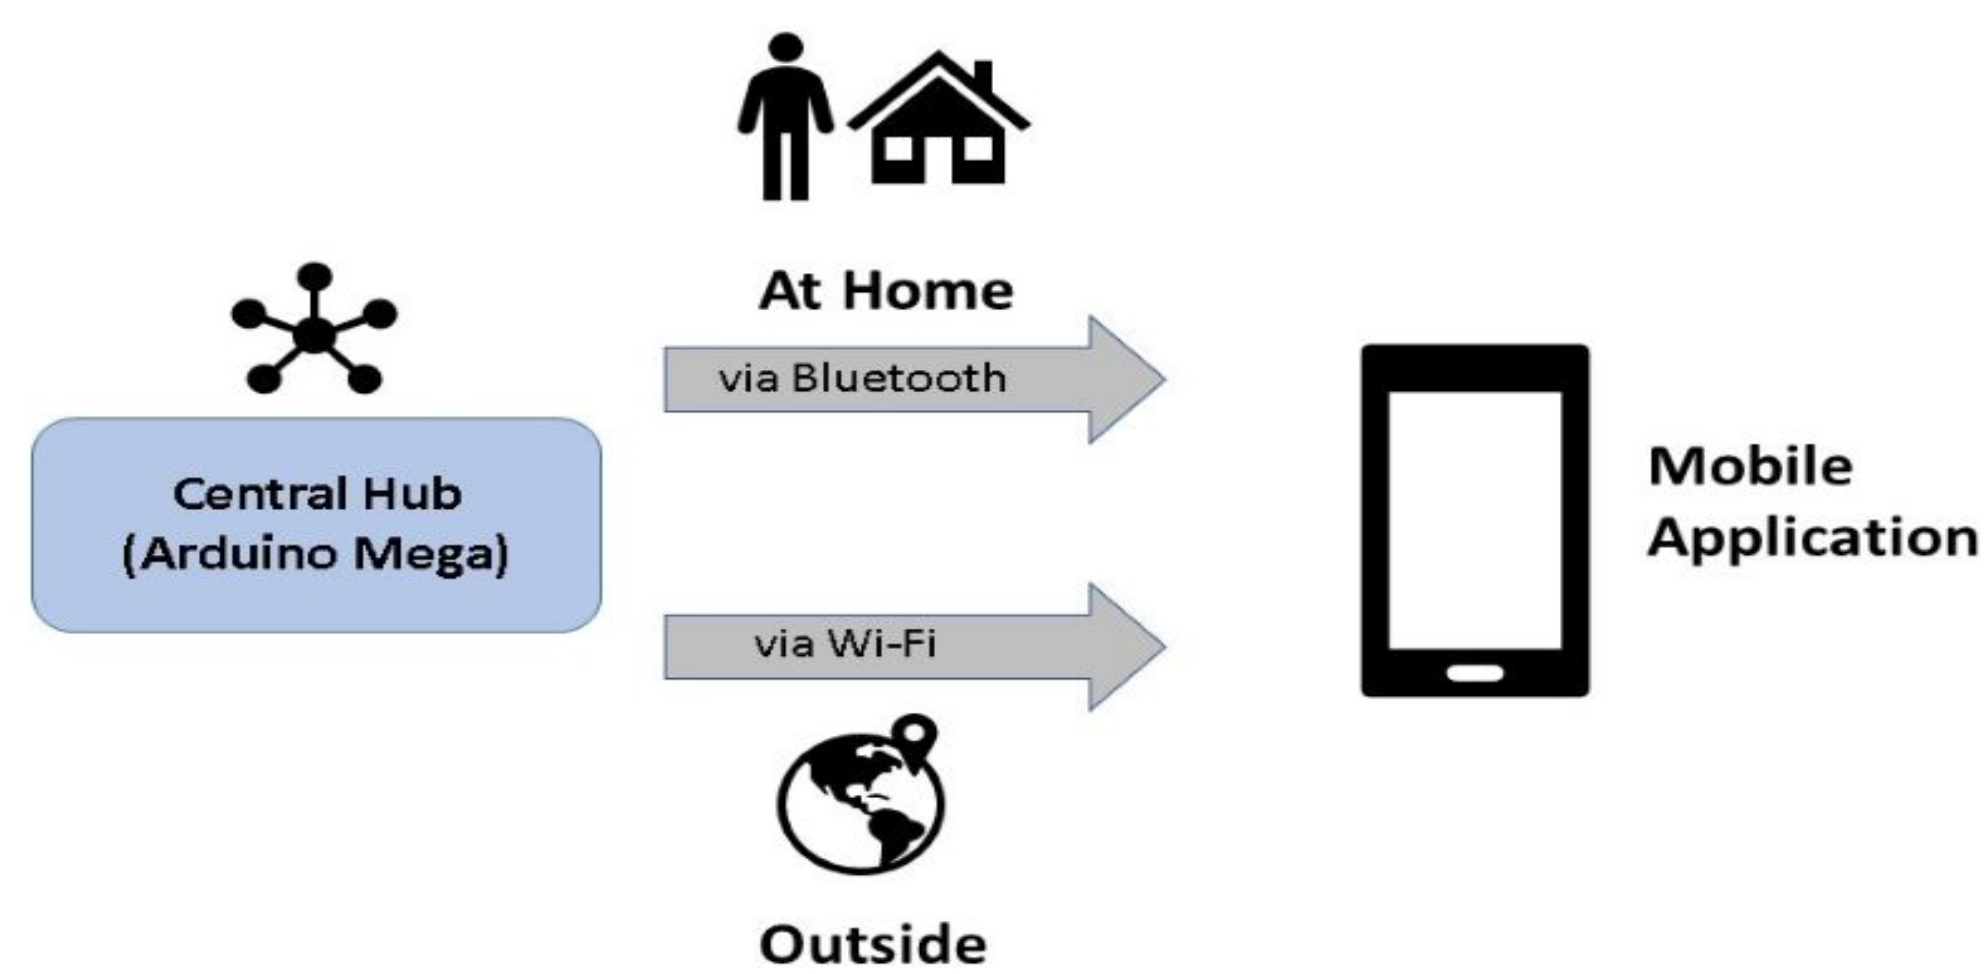 At Home
via Bluetooth
Central Hub
(Arduino Mega)
Mobile
Application
via Wi-Fi
Outside